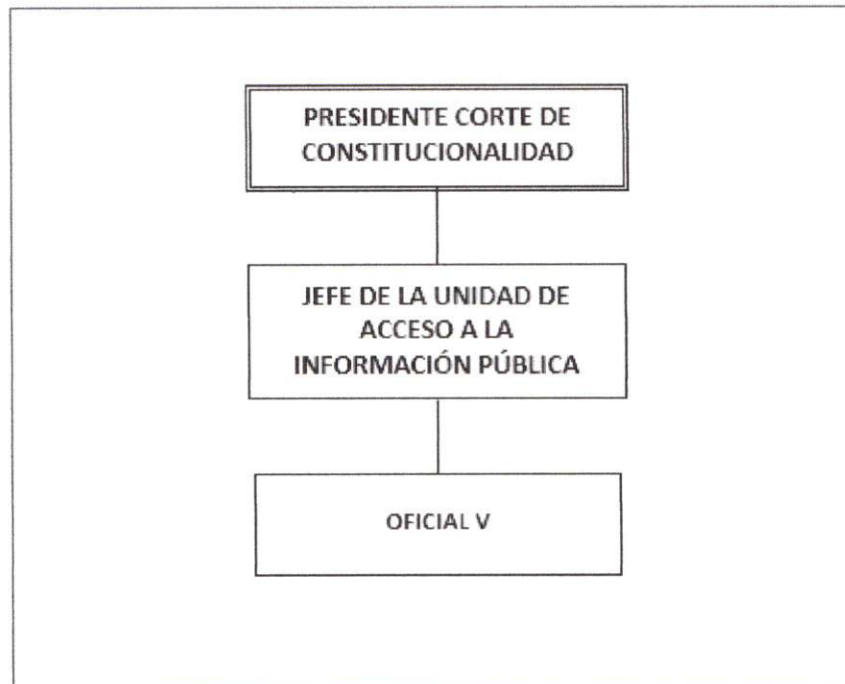 PRESIDENTE CORTE DE
CONSTITUCIONALIDAD
JEFE DE LA UNIDAD DE
ACCESO A LA
INFORMACIÓN PÚBLICA
OFICIAL V